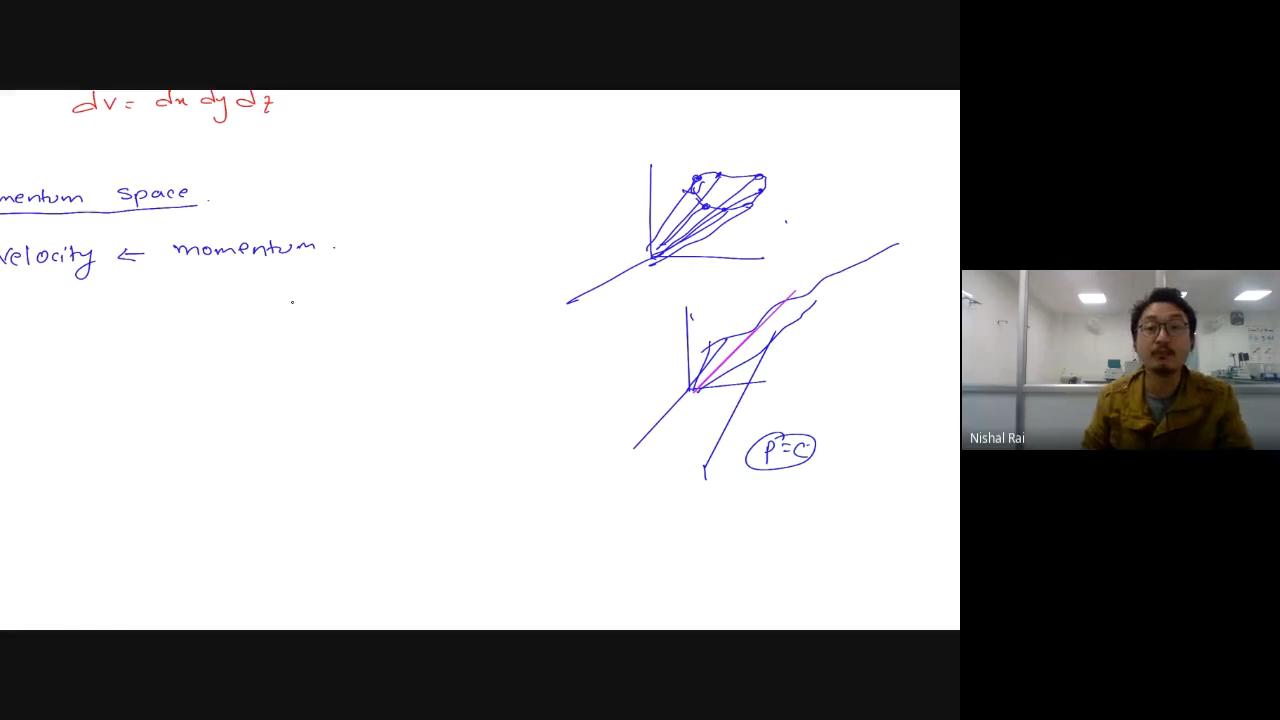 dv = dx dy dz
mentum space.
velocity ← momentum.
Nishal Rai